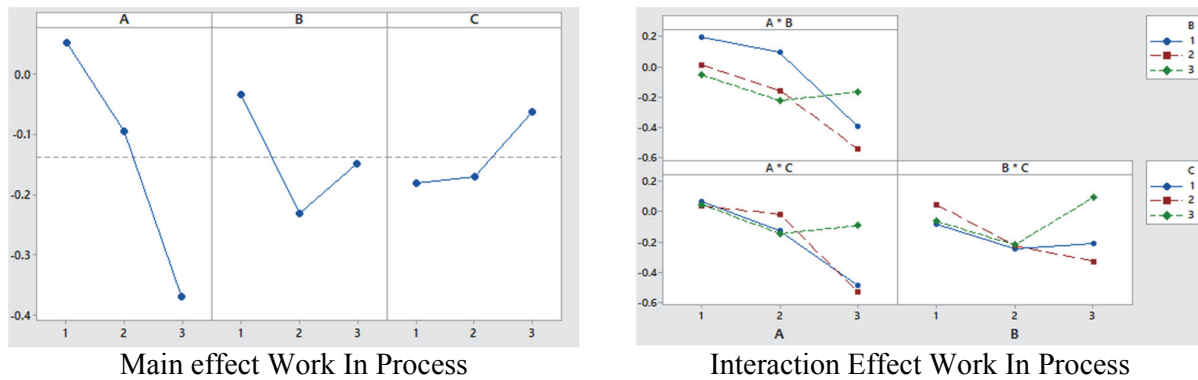 A B C
0.0
-0.1
-0.2
-0.3
-0.4
1 2 3 1 2 3 1 2 3
Main effect Work In Process
A * B
0.2
0.0
-0.2
-0.4
-0.6
B
1
2
3
A * C B * C
0.2
0.0
-0.2
-0.4
-0.6
C
1
2
3
1 2 3 1 2 3
A B
Interaction Effect Work In Process